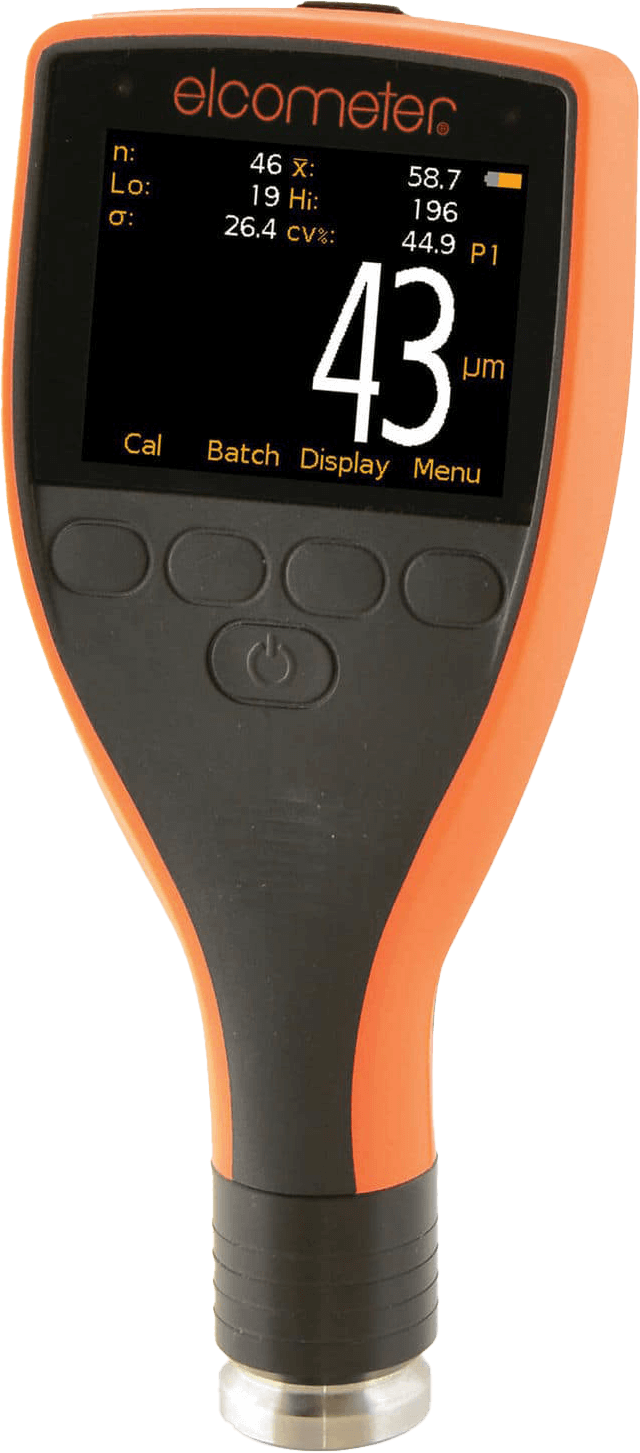 elcometer®
n: 46 x̄: 58.7
Lo: 19 Hi: 196
σ: 26.4 cv%: 44.9 P1
43 µm
Cal Batch Display Menu